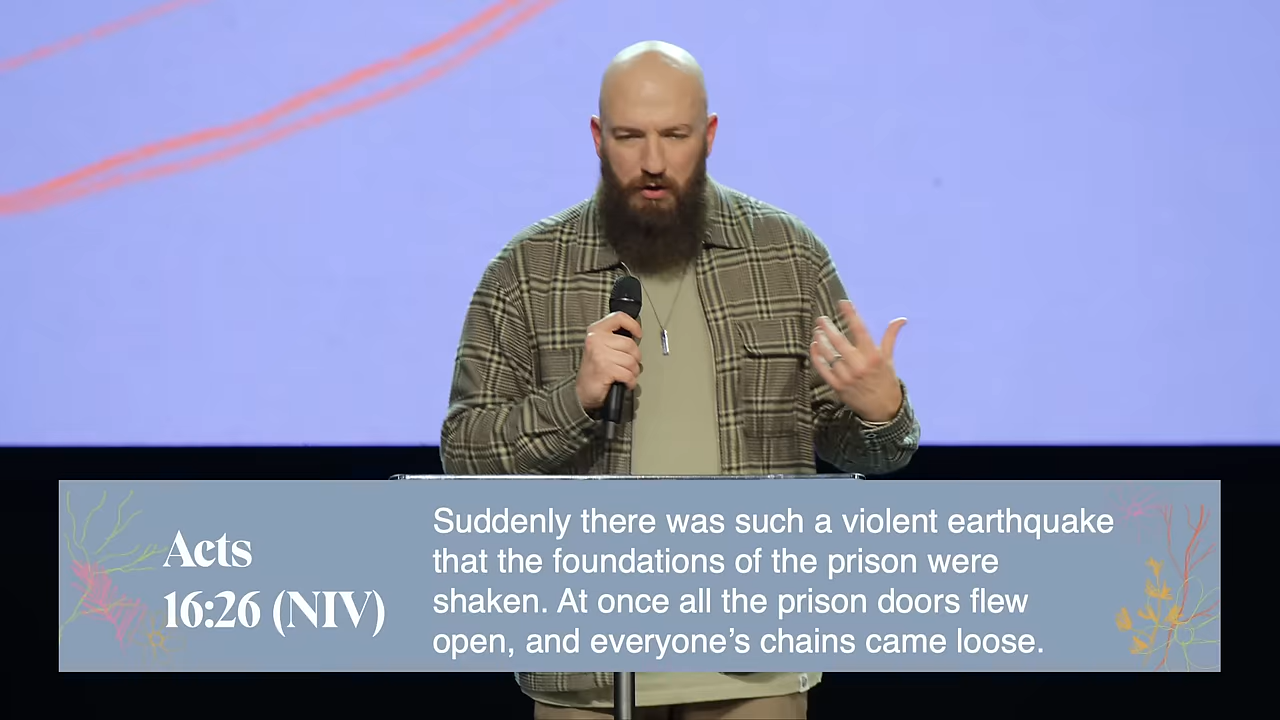 Acts
16:26 (NIV)
Suddenly there was such a violent earthquake
that the foundations of the prison were
shaken. At once all the prison doors flew
open, and everyone’s chains came loose.